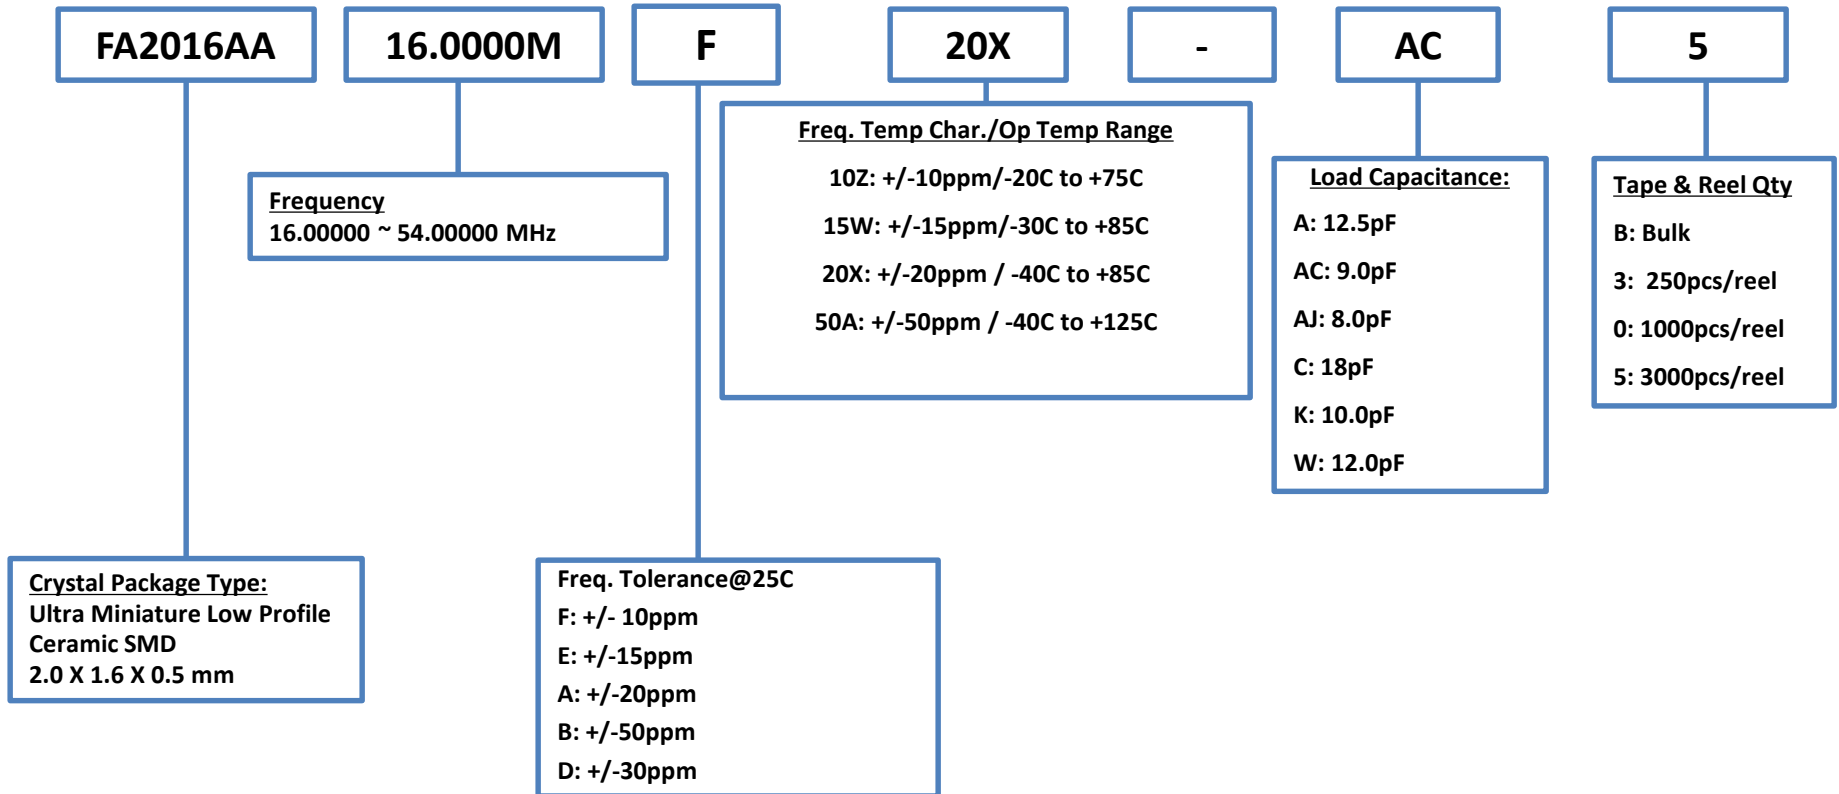 FA2016AA
16.0000M
F
20X
-
AC
5
Frequency
16.00000 ~ 54.00000 MHz
Freq. Temp Char./Op Temp Range
10Z: +/-10ppm/-20C to +75C
15W: +/-15ppm/-30C to +85C
20X: +/-20ppm / -40C to +85C
50A: +/-50ppm / -40C to +125C
Load Capacitance:
A: 12.5pF
AC: 9.0pF
AJ: 8.0pF
C: 18pF
K: 10.0pF
W: 12.0pF
Tape & Reel Qty
B: Bulk
3:  250pcs/reel
0: 1000pcs/reel
5: 3000pcs/reel
Crystal Package Type:
Ultra Miniature Low Profile
Ceramic SMD
2.0 X 1.6 X 0.5 mm
Freq. Tolerance@25C
F: +/- 10ppm
E: +/-15ppm
A: +/-20ppm
B: +/-50ppm
D: +/-30ppm